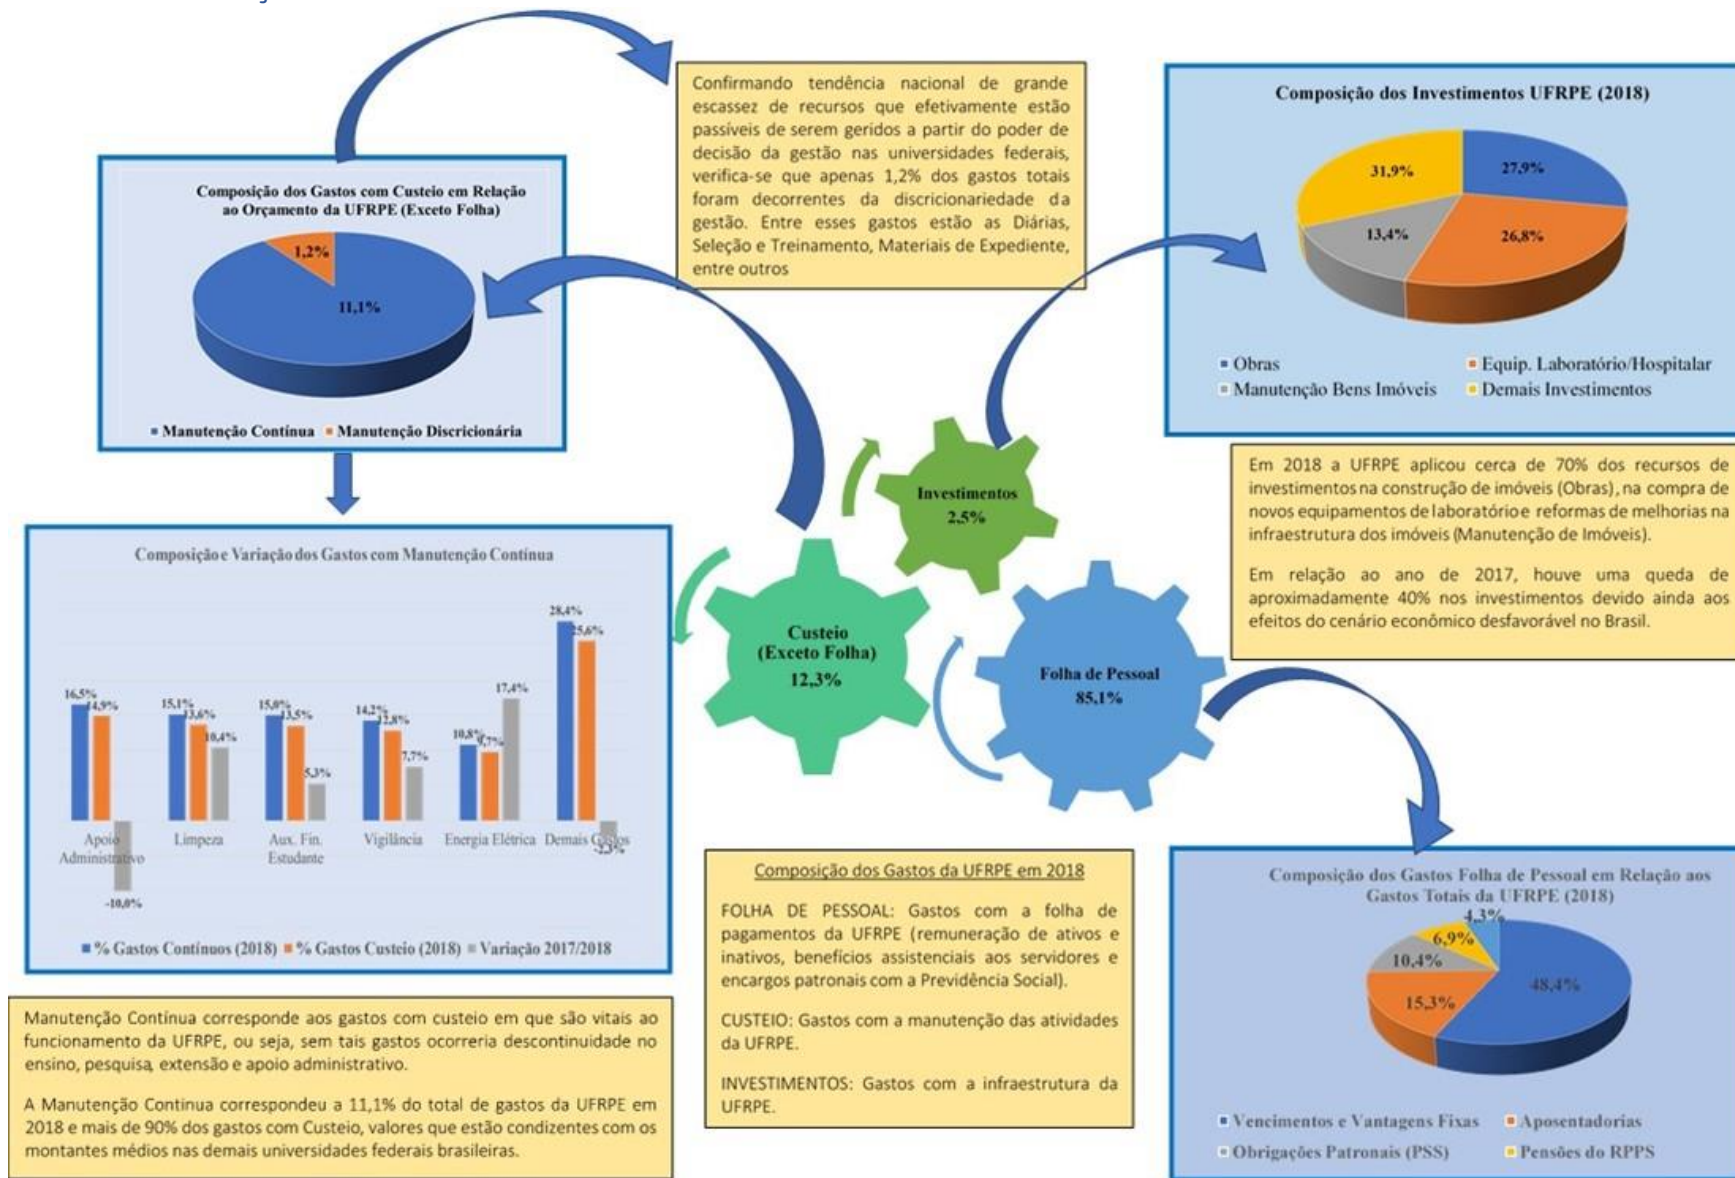 Composição dos Gastos com Custeio em Relação
ao Orçamento da UFRPE (Exceto Folha)
1,2%
11,1%
Manutenção Contínua
Manutenção Discricionária
Confirmando tendência nacional de grande
escassez de recursos que efetivamente estão
passíveis de serem geridos a partir do poder de
decisão da gestão nas universidades federais,
verifica-se que apenas 1,2% dos gastos totais
foram decorrentes da discricionariedade da
gestão. Entre esses gastos estão as Diárias,
Seleção e Treinamento, Materiais de Expediente,
entre outros
Composição dos Investimentos UFRPE (2018)
31,9%
27,9%
13,4%
26,8%
Obras
Equip. Laboratório/Hospitalar
Manutenção Bens Imóveis
Demais Investimentos
Em 2018 a UFRPE aplicou cerca de 70% dos recursos de
investimentos na construção de imóveis (Obras), na compra de
novos equipamentos de laboratório e reformas de melhorias na
infraestrutura dos imóveis (Manutenção de Imóveis).
Em relação ao ano de 2017, houve uma queda de
aproximadamente 40% nos investimentos devido ainda aos
efeitos do cenário econômico desfavorável no Brasil.
Investimentos
2,5%
Custeio
(Exceto Folha)
12,3%
Folha de Pessoal
85,1%
Composição e Variação dos Gastos com Manutenção Contínua
16,5%
14,9%
-10,0%
15,1%
13,6%
10,4%
15,0%
13,5%
5,3%
14,2%
12,8%
7,7%
10,8%
9,7%
17,4%
28,4%
25,6%
-2,3%
Apoio
Administrativo
Limpeza
Aux. Fin.
Estudante
Vigilância
Energia Elétrica
Demais Gastos
% Gastos Contínuos (2018)
% Gastos Custeio (2018)
Variação 2017/2018
Manutenção Contínua corresponde aos gastos com custeio em que são vitais ao
funcionamento da UFRPE, ou seja, sem tais gastos ocorreria descontinuidade no
ensino, pesquisa, extensão e apoio administrativo.
A Manutenção Continua correspondeu a 11,1% do total de gastos da UFRPE em
2018 e mais de 90% dos gastos com Custeio, valores que estão condizentes com os
montantes médios nas demais universidades federais brasileiras.
Composição dos Gastos da UFRPE em 2018
FOLHA DE PESSOAL: Gastos com a folha de
pagamentos da UFRPE (remuneração de ativos e
inativos, benefícios assistenciais aos servidores e
encargos patronais com a Previdência Social).
CUSTEIO: Gastos com a manutenção das atividades
da UFRPE.
INVESTIMENTOS: Gastos com a infraestrutura da
UFRPE.
Composição dos Gastos Folha de Pessoal em Relação aos
Gastos Totais da UFRPE (2018)
4,3%
6,9%
10,4%
15,3%
48,4%
Vencimentos e Vantagens Fixas
Aposentadorias
Obrigações Patronais (PSS)
Pensões do RPPS